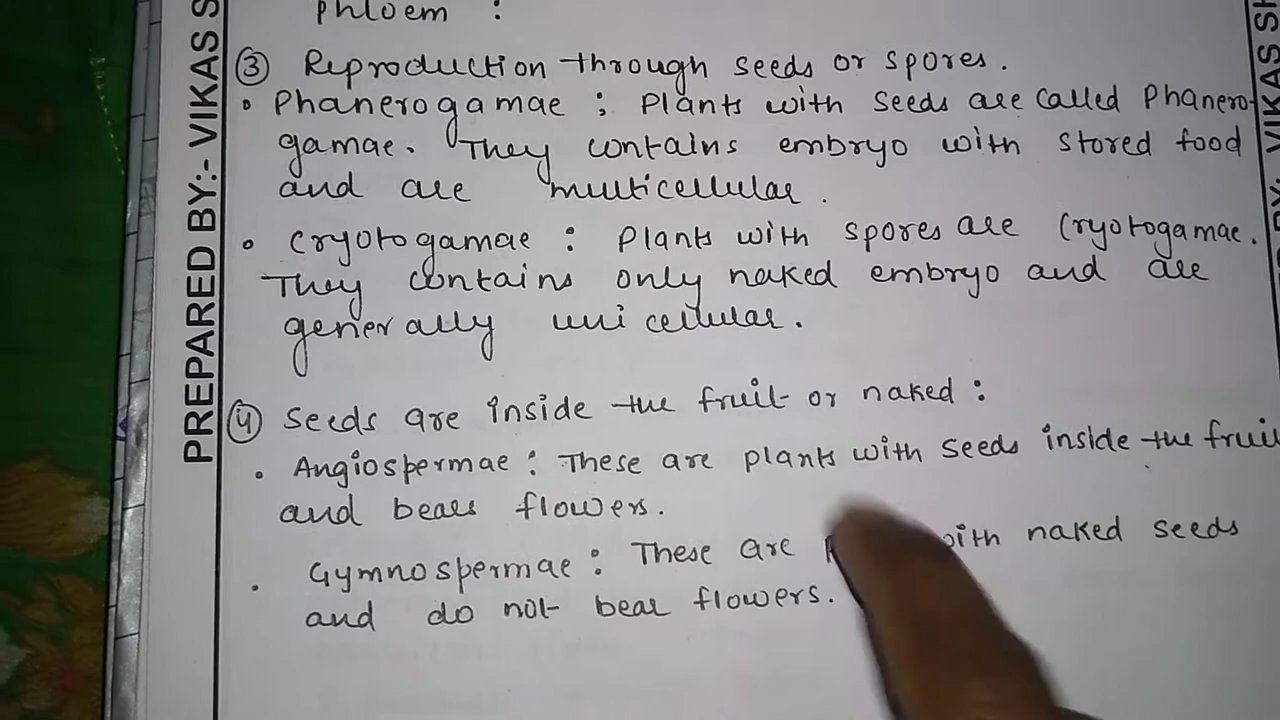 Phloem :
③ Reproduction through seeds or spores.
• Phanerogamae : Plants with seeds are called Phanero-
gamae. They contains embryo with stored food
and are multicellular.
• Cryotogamae : Plants with spores are Cryotogamae.
They contains only naked embryo and are
generally unicellular.
④ Seeds are inside the fruit or naked :
• Angiospermae : These are plants with seeds inside the fruit
and bears flowers.
• Gymnospermae : These are with naked seeds
and do not bear flowers.
PREPARED BY:- VIKAS S
BY:- VIKAS SH